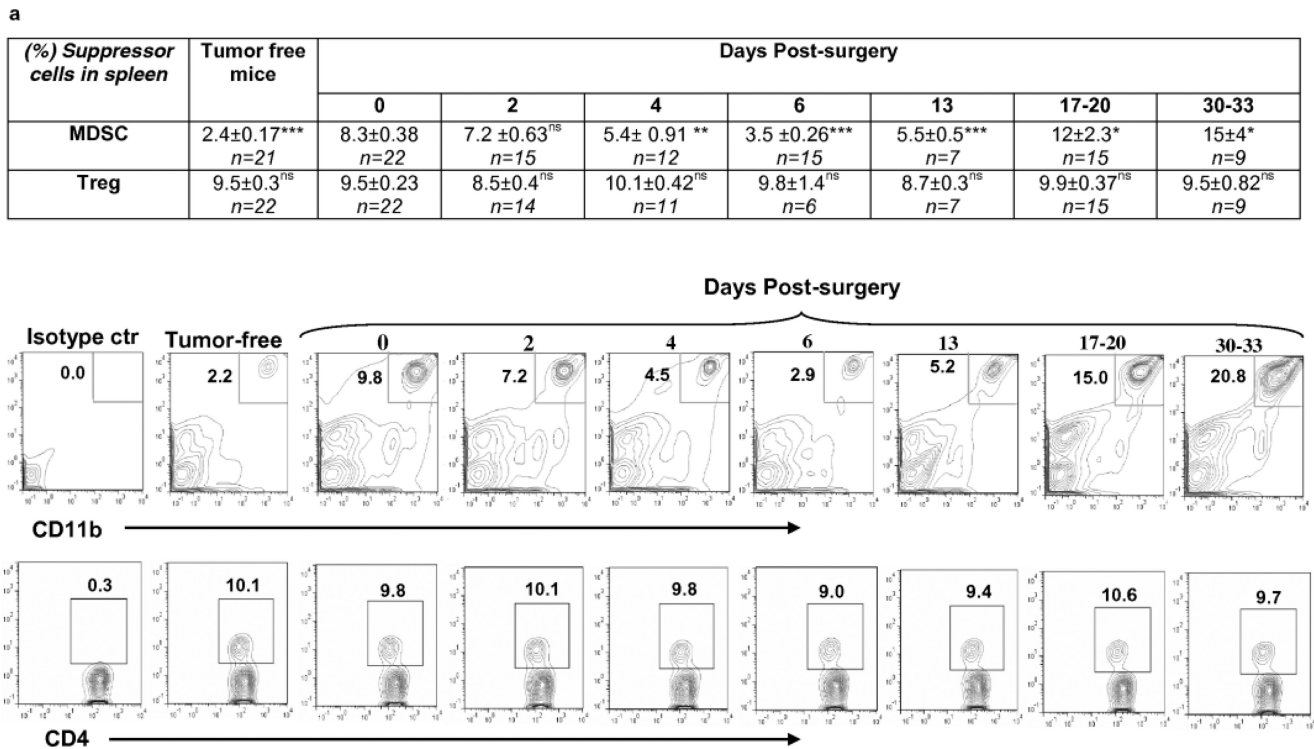 a
(%) Suppressor cells in spleen Tumor free mice Days Post-surgery
0 2 4 6 13 17-20 30-33
MDSC 2.4±0.17*** 8.3±0.38 7.2 ±0.63ns 5.4± 0.91 ** 3.5 ±0.26*** 5.5±0.5*** 12±2.3* 15±4*
n=21 n=22 n=15 n=12 n=15 n=7 n=15 n=9
Treg 9.5±0.3ns 9.5±0.23 8.5±0.4ns 10.1±0.42ns 9.8±1.4ns 8.7±0.3ns 9.9±0.37ns 9.5±0.82ns
n=22 n=22 n=14 n=11 n=6 n=7 n=15 n=9
Days Post-surgery
Isotype ctr Tumor-free 0 2 4 6 13 17-20 30-33
0.0 2.2 9.8 7.2 4.5 2.9 5.2 15.0 20.8
CD11b
0.3 10.1 9.8 10.1 9.8 9.0 9.4 10.6 9.7
CD4